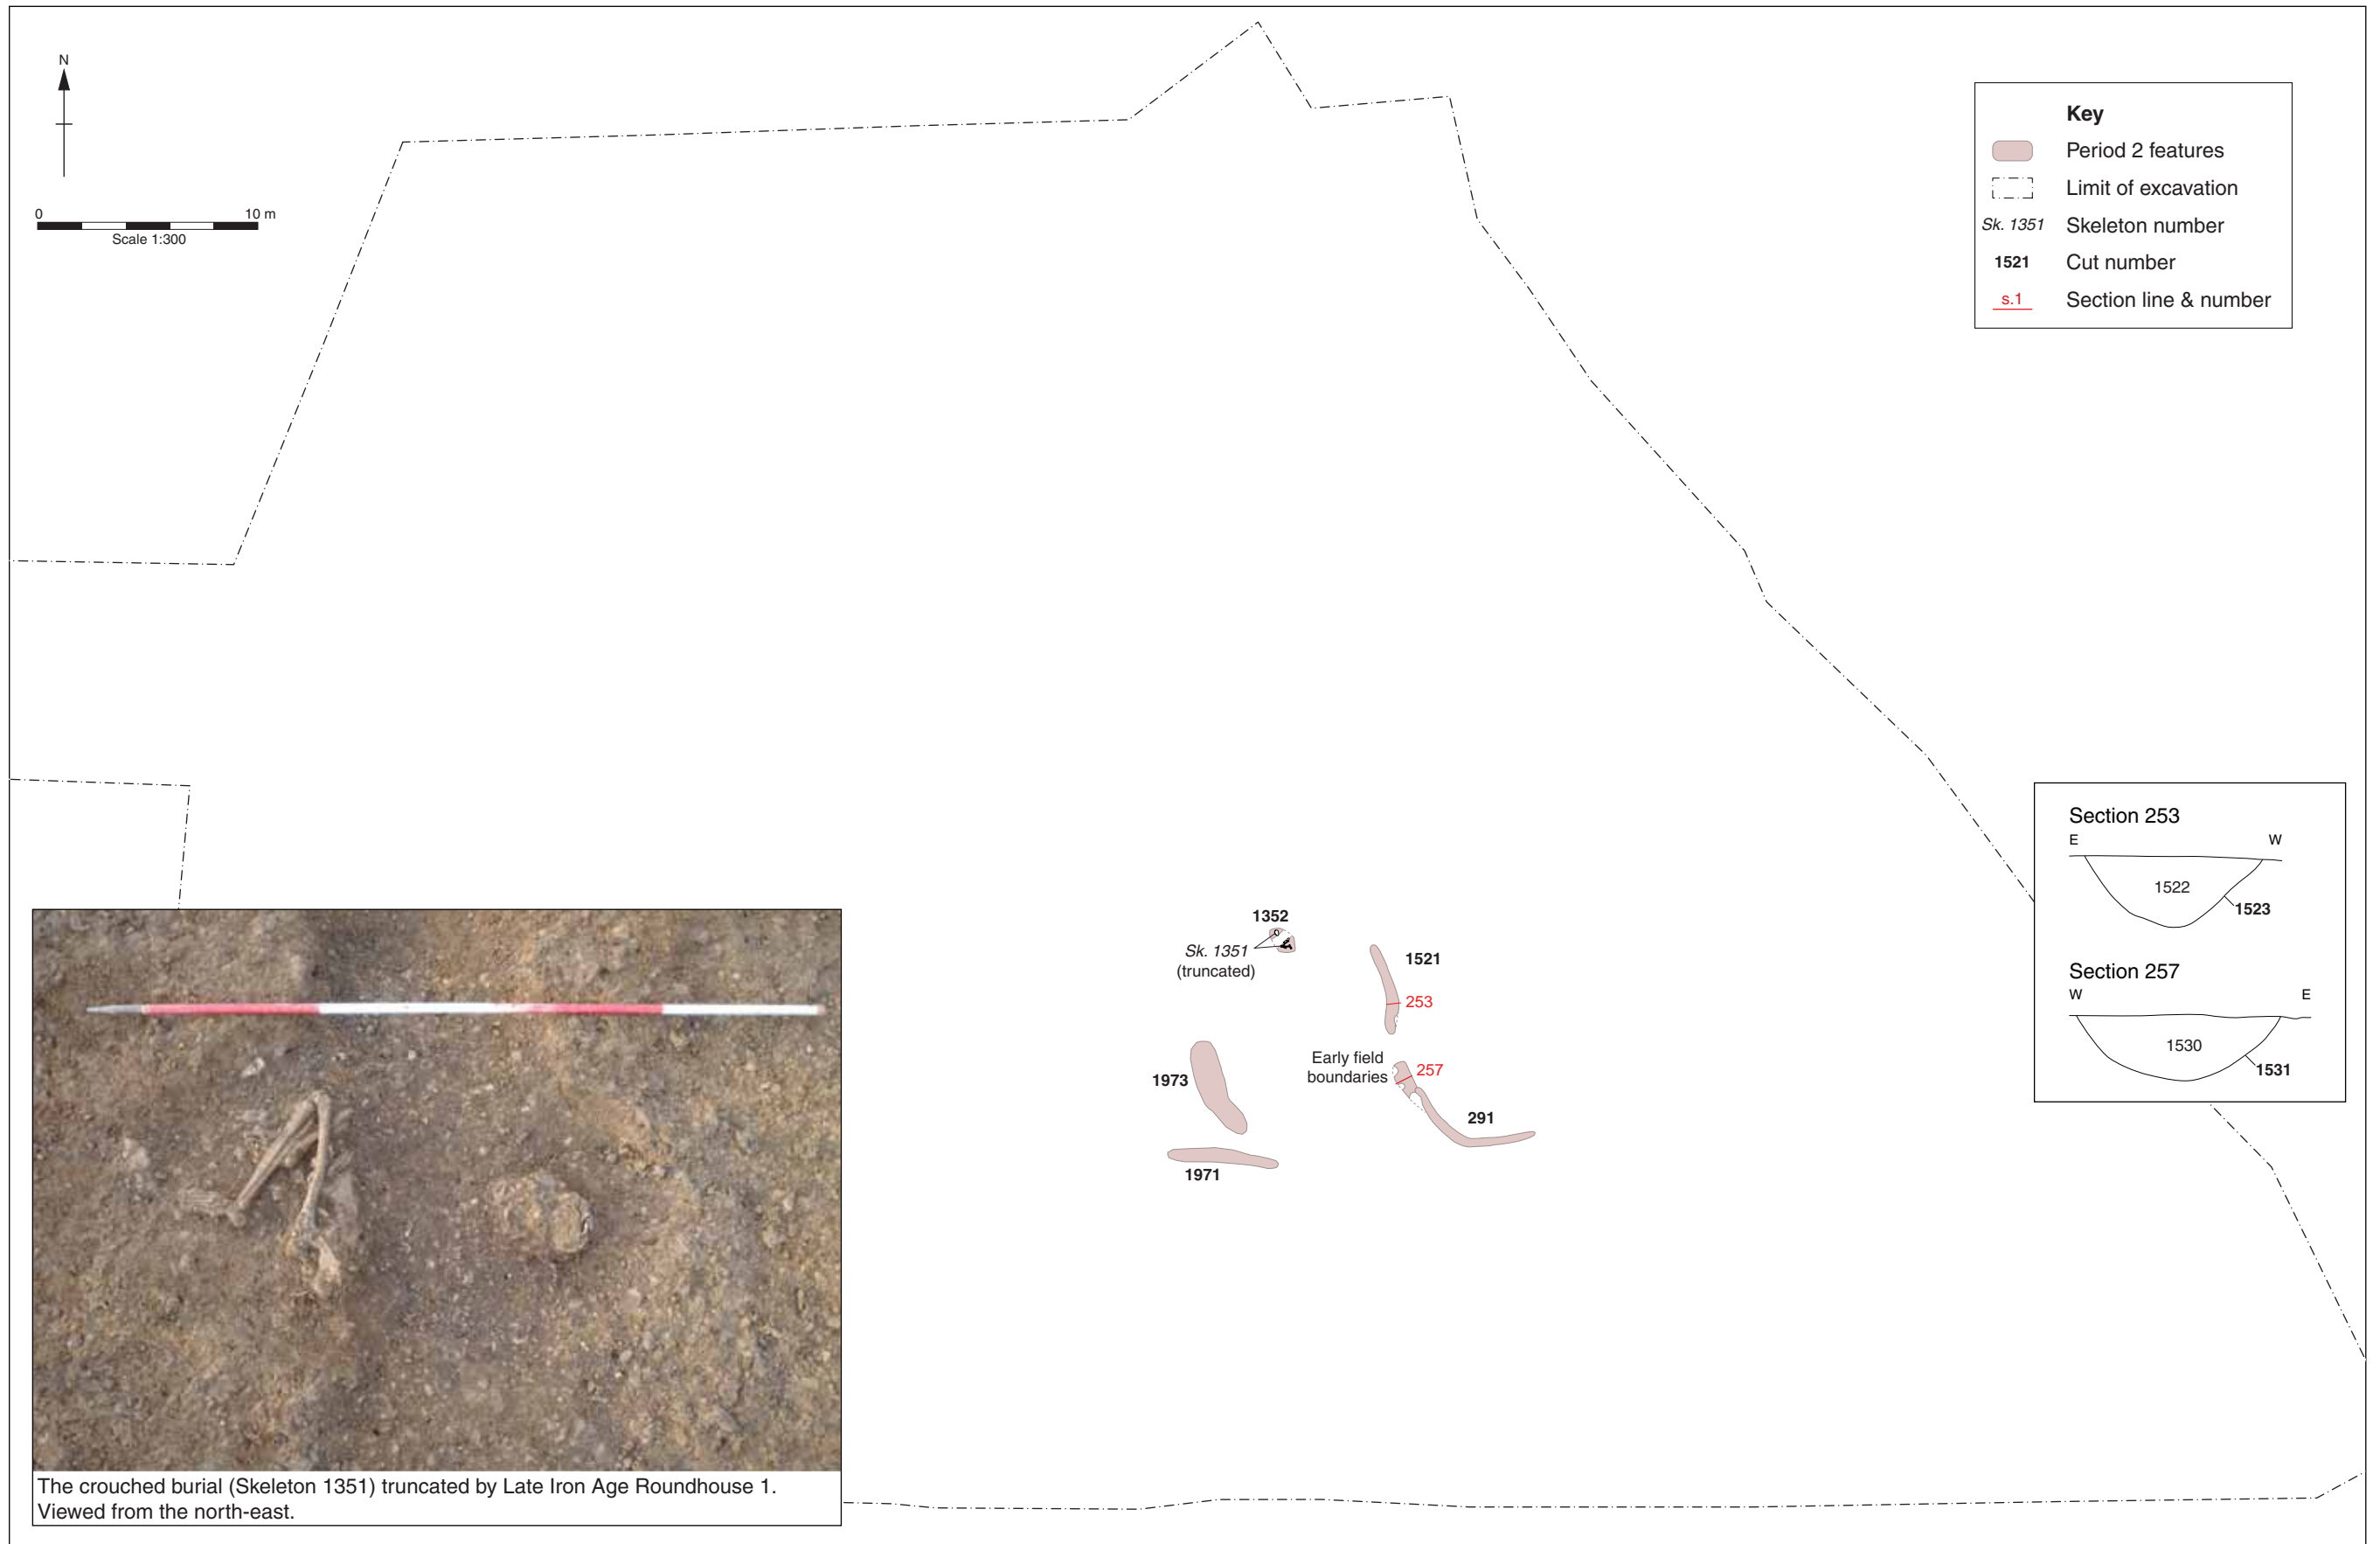 N
0 10 m
Scale 1:300
Key
Period 2 features
Limit of excavation
Sk. 1351 Skeleton number
1521 Cut number
s.1 Section line & number
1352
Sk. 1351
(truncated)
1521
253
Early field
boundaries
257
1973
291
1971
Section 253
E W
1522
1523
Section 257
W E
1530
1531
The crouched burial (Skeleton 1351) truncated by Late Iron Age Roundhouse 1.
Viewed from the north-east.